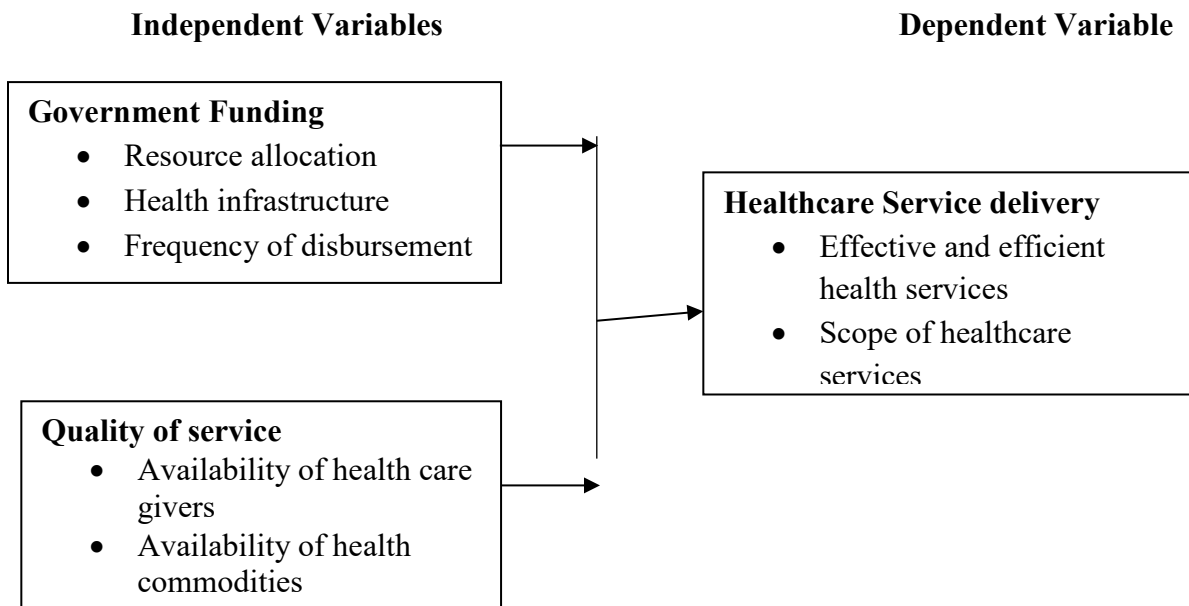 Independent Variables
Dependent Variable
Government Funding
• Resource allocation
• Health infrastructure
• Frequency of disbursement
Healthcare Service delivery
• Effective and efficient
health services
• Scope of healthcare
services
Quality of service
• Availability of health care
givers
• Availability of health
commodities